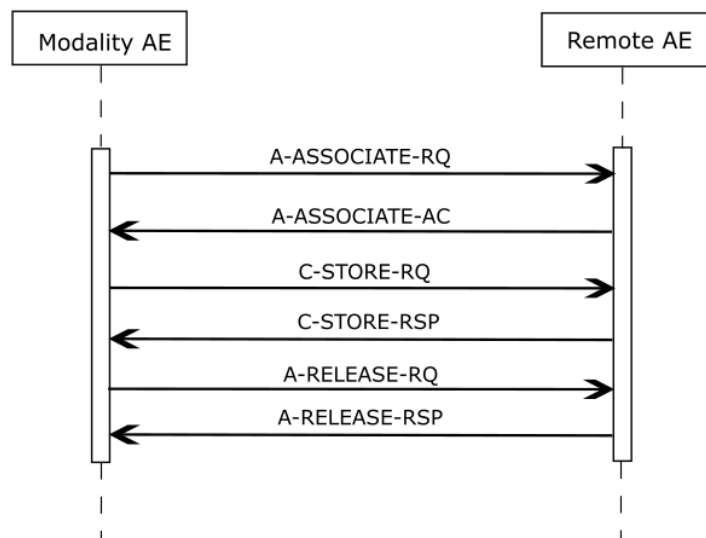 Modality AE
Remote AE
A-ASSOCIATE-RQ
A-ASSOCIATE-AC
C-STORE-RQ
C-STORE-RSP
A-RELEASE-RQ
A-RELEASE-RSP